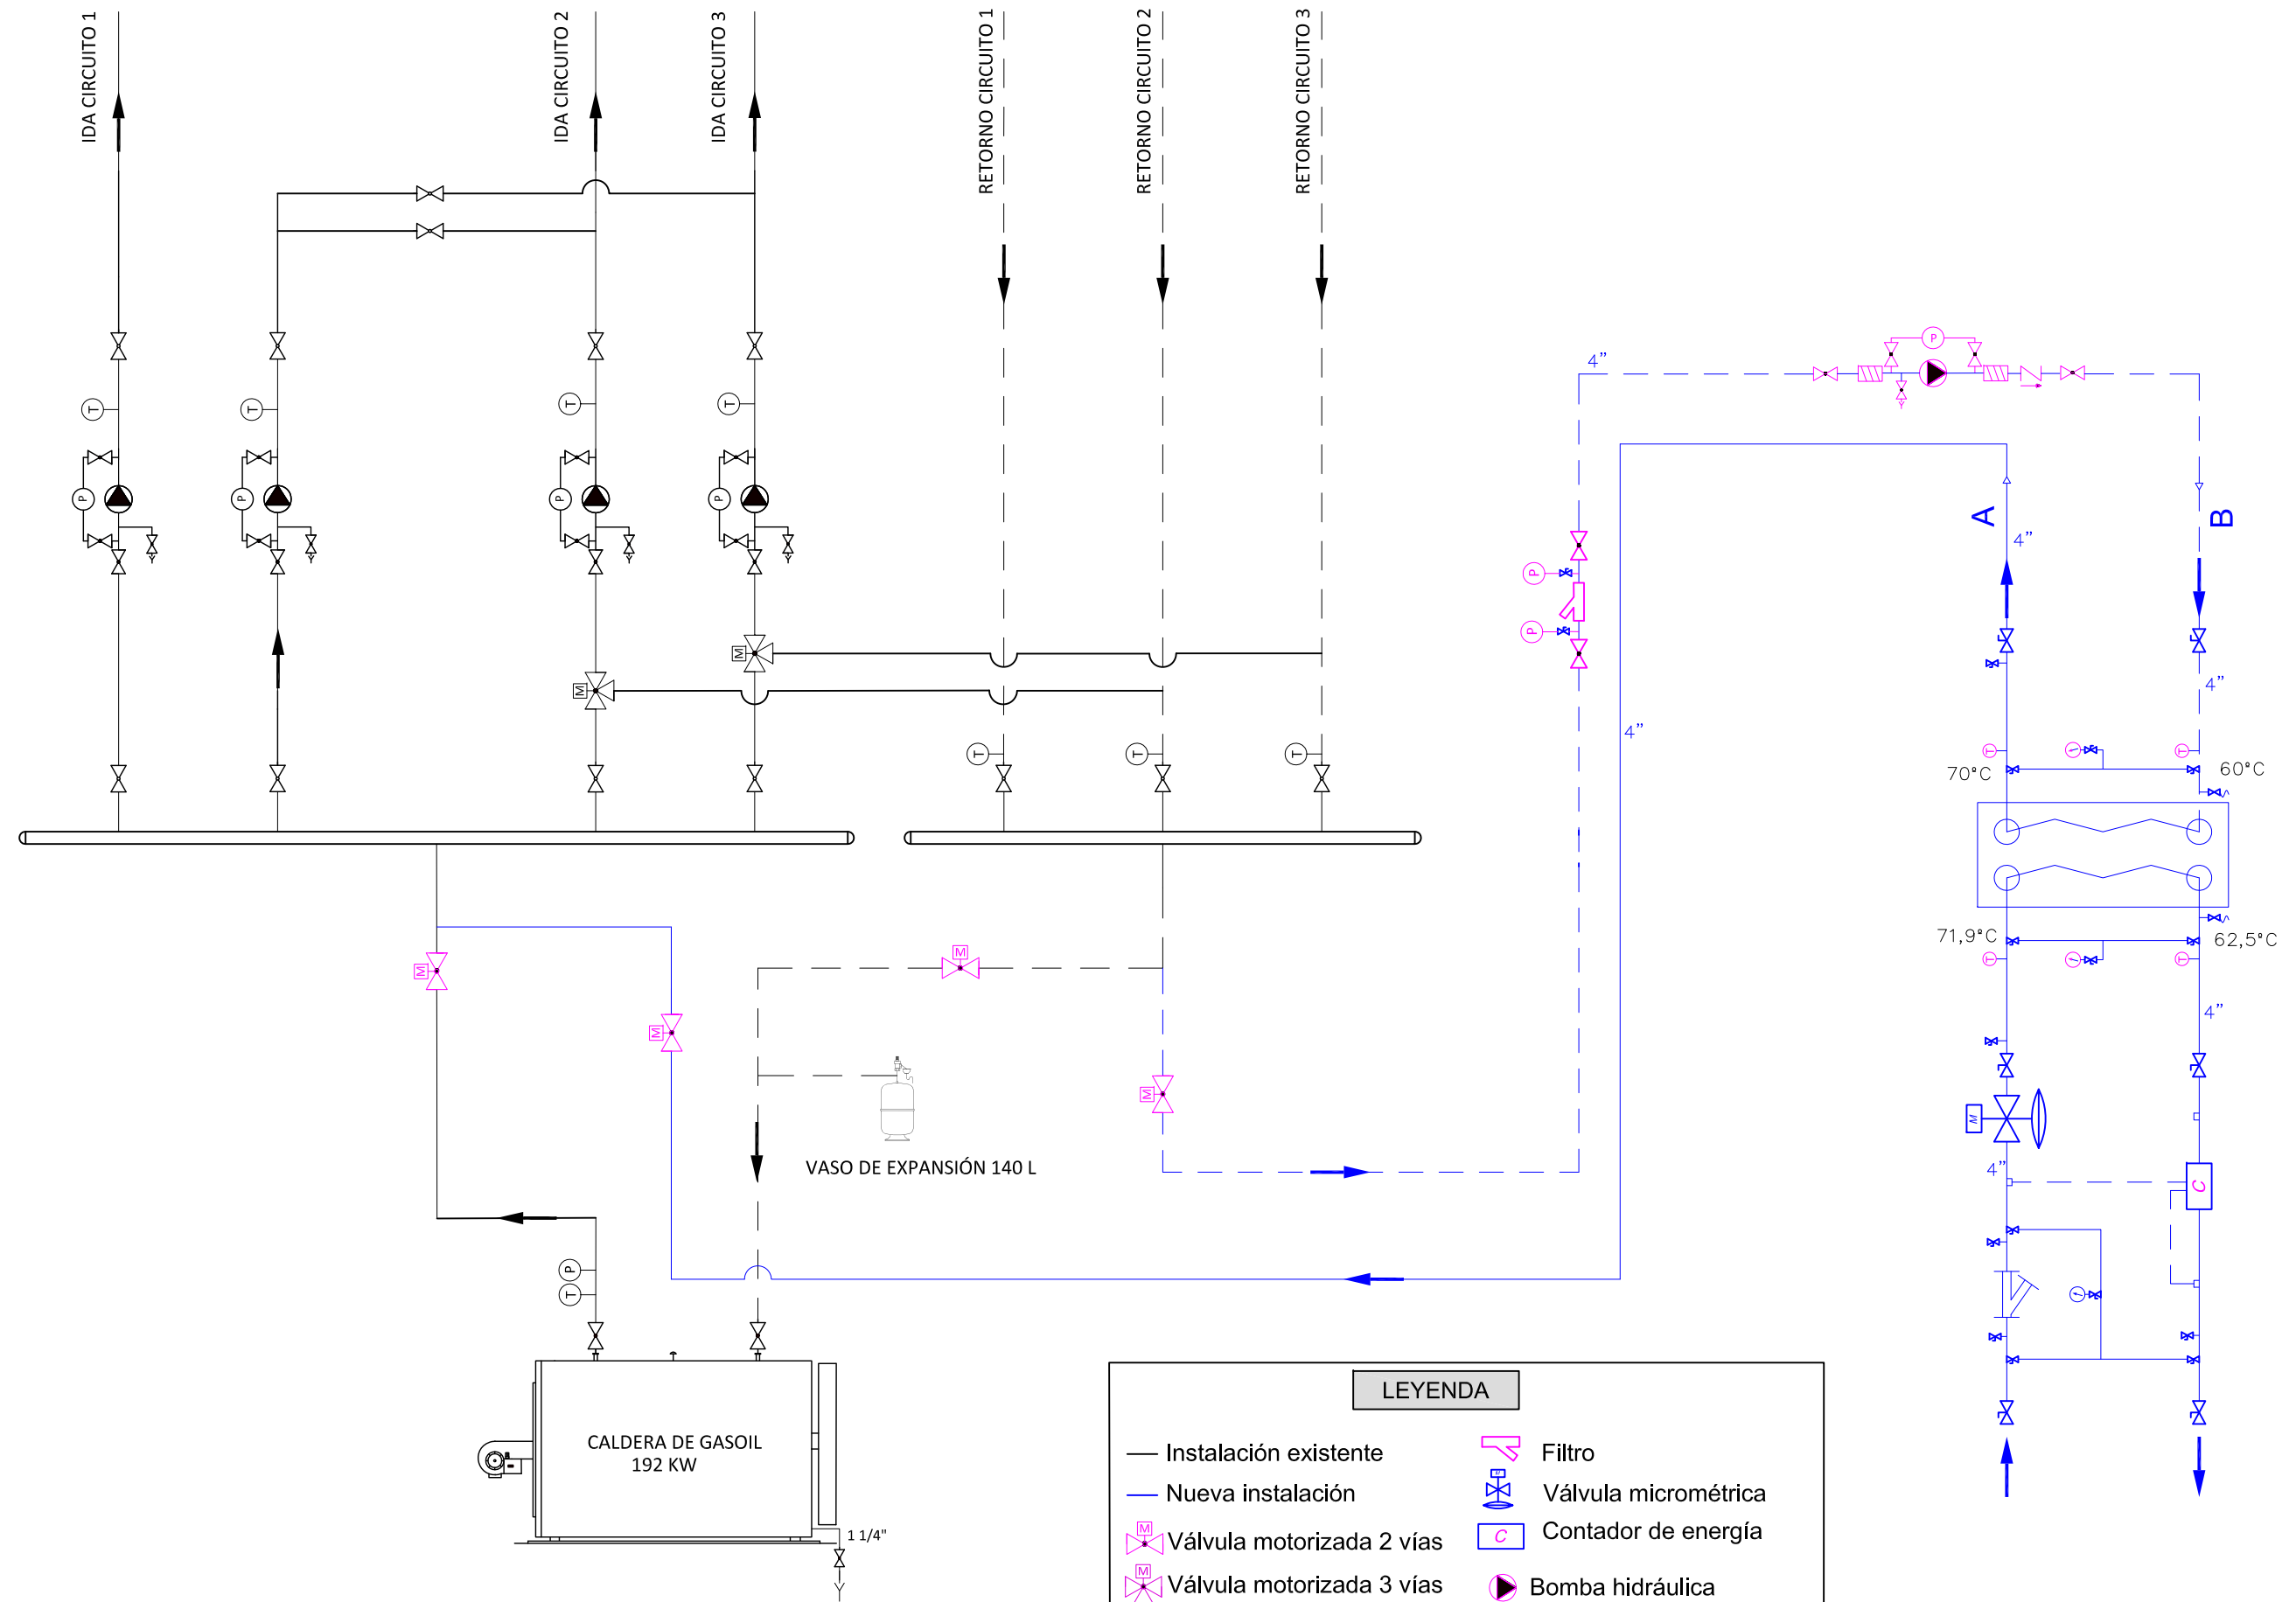 IDA CIRCUITO 1
IDA CIRCUITO 2
IDA CIRCUITO 3
RETORNO CIRCUITO 1
RETORNO CIRCUITO 2
RETORNO CIRCUITO 3
P
4”
T
T
T
T
P
P
P
P
A
B
4”
P
P
M
M
4”
4”
T
T
T
T
T
70°C
60°C
M
M
71,9°C
62,5°C
T
T
4”
M
M
VASO DE EXPANSIÓN 140 L
4”
C
P
T
CALDERA DE GASOIL
192 KW
1 1/4"
LEYENDA
Instalación existente
Filtro
Nueva instalación
Válvula micrométrica
M
Válvula motorizada 2 vías
C
Contador de energía
M
Válvula motorizada 3 vías
Bomba hidráulica